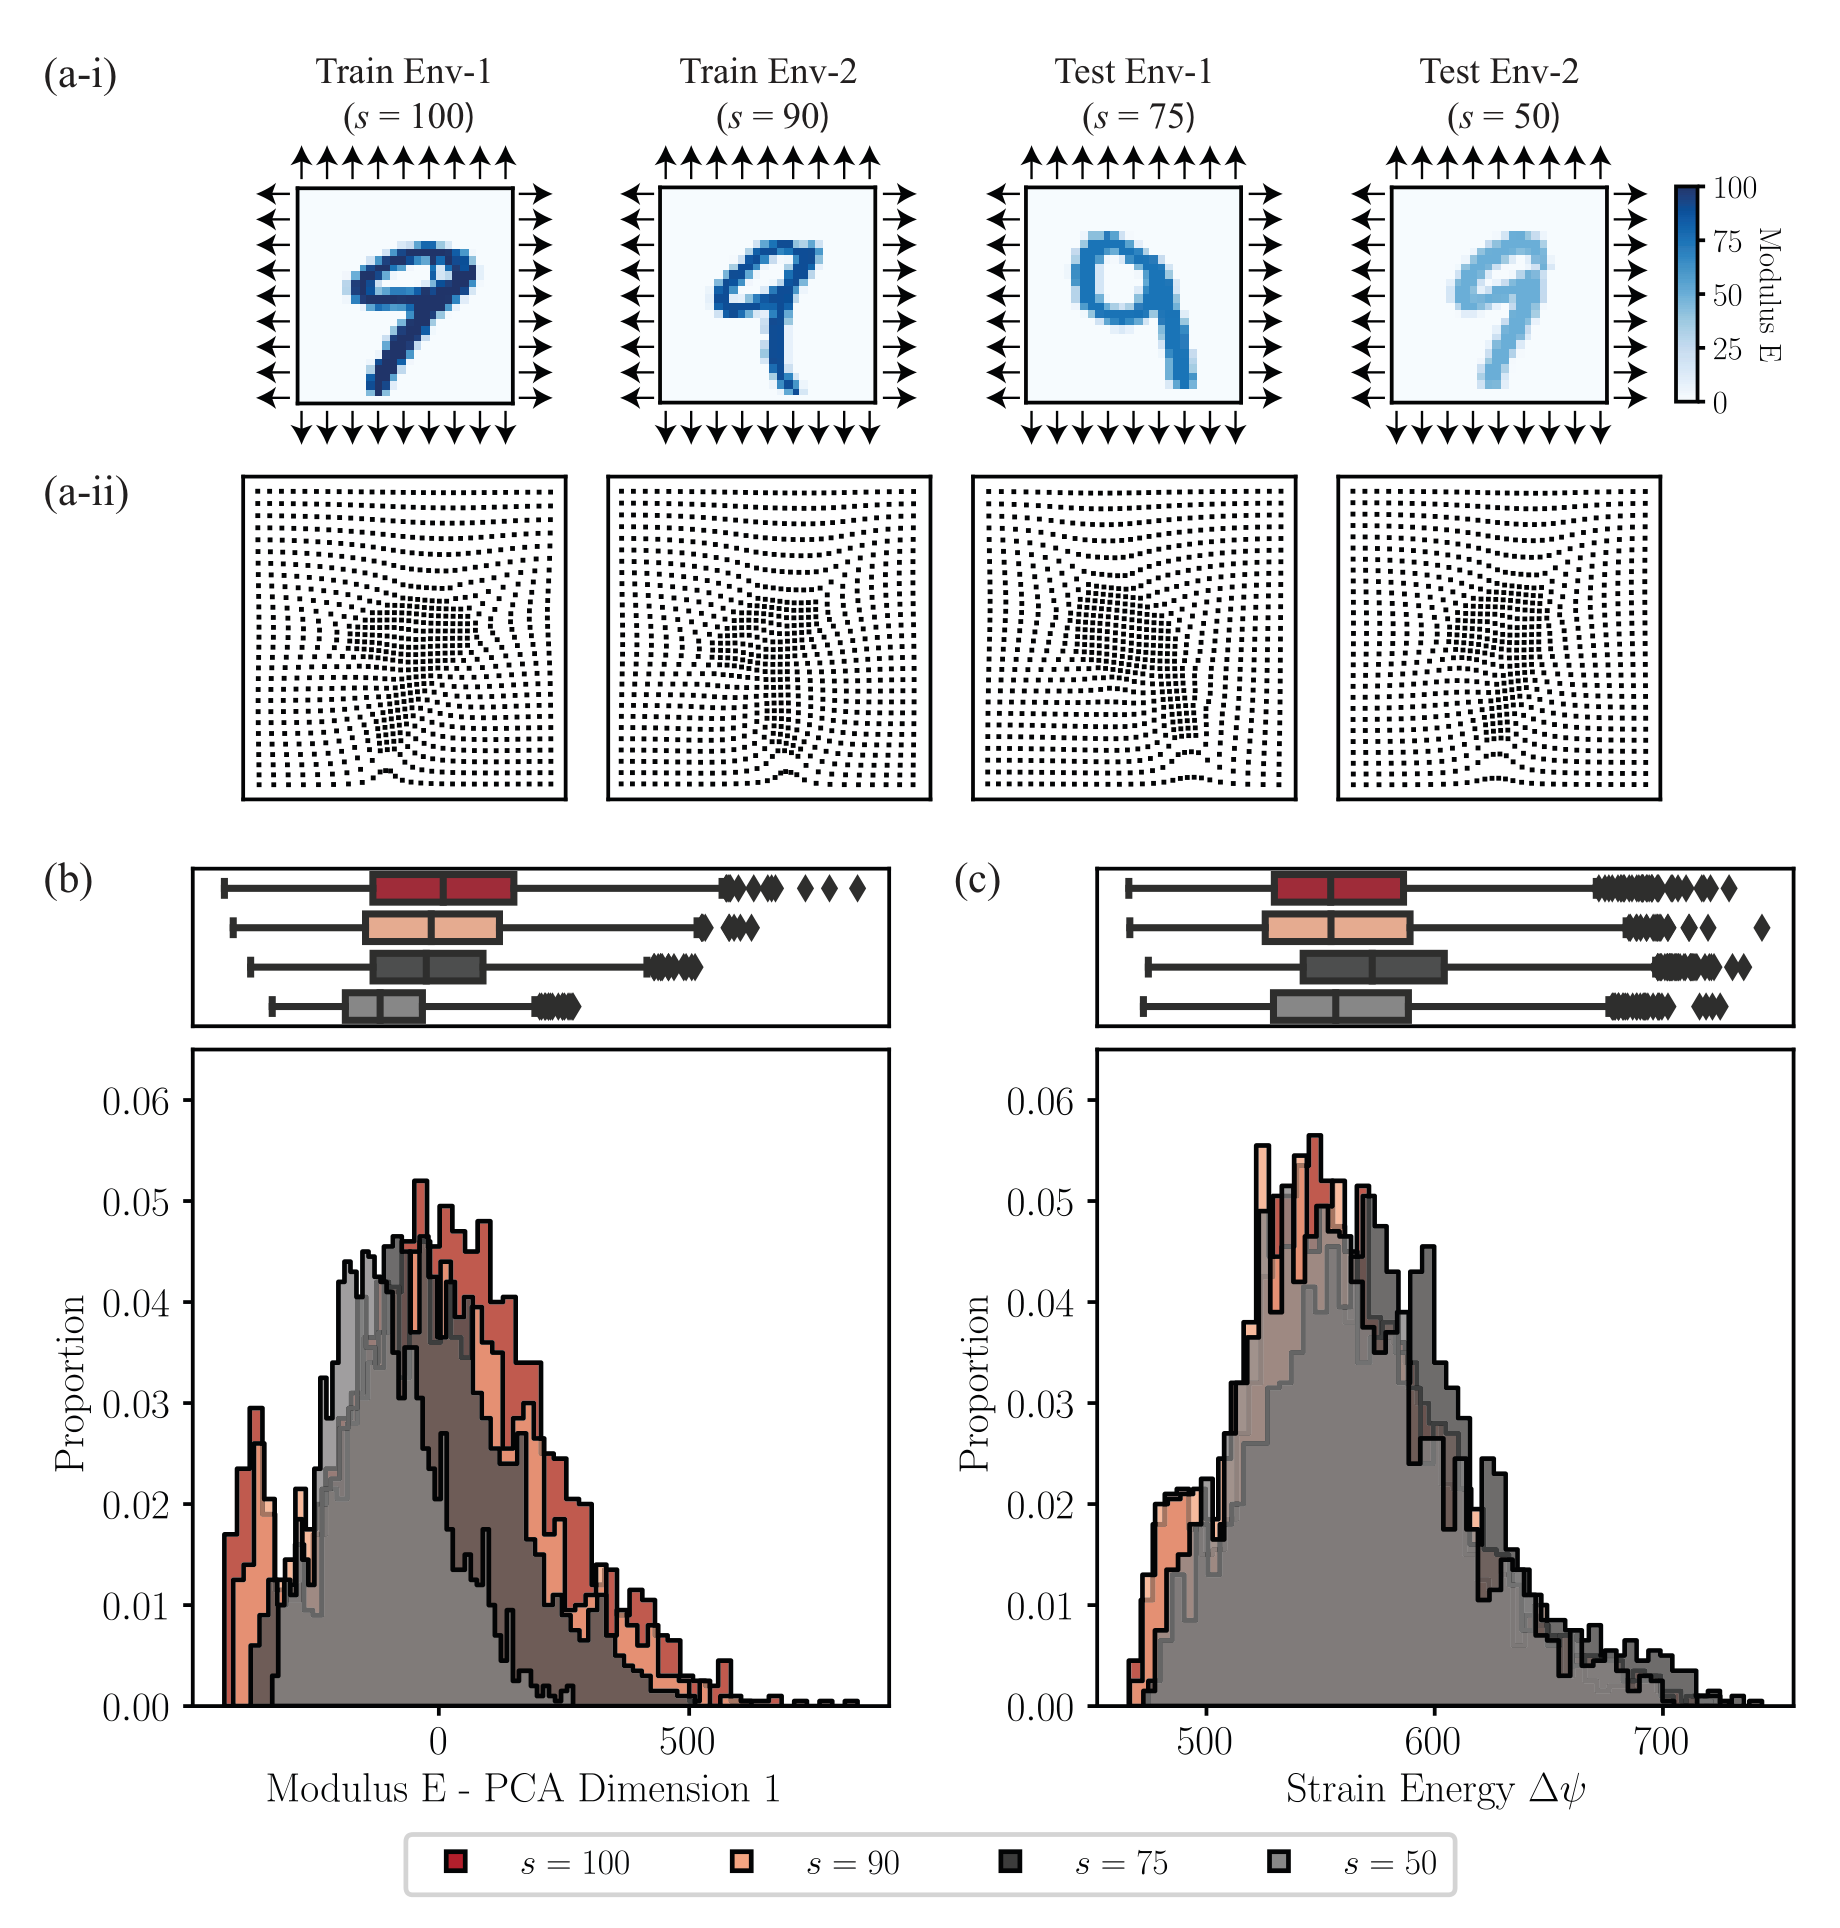 (a-i)
Train Env-1
(s = 100)
Train Env-2
(s = 90)
Test Env-1
(s = 75)
Test Env-2
(s = 50)
100
75
50
25
0
Modulus E
(a-ii)
(b)
(c)
0.06
0.05
0.04
0.03
0.02
0.01
0.00
Proportion
0
500
Modulus E - PCA Dimension 1
0.06
0.05
0.04
0.03
0.02
0.01
0.00
Proportion
500
600
700
Strain Energy Δψ
s = 100
s = 90
s = 75
s = 50